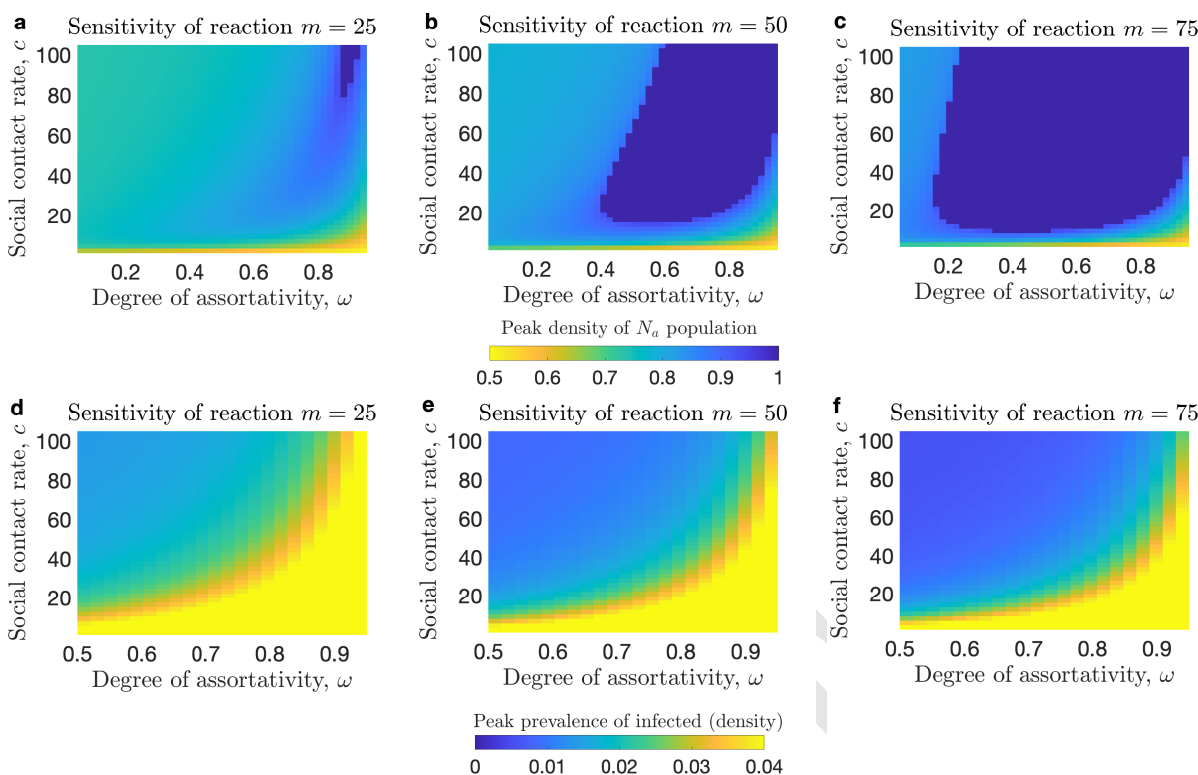 a
Sensitivity of reaction m = 25
Social contact rate, c
100
80
60
40
20
0.2 0.4 0.6 0.8
Degree of assortativity, ω
b
Sensitivity of reaction m = 50
Social contact rate, c
100
80
60
40
20
0.2 0.4 0.6 0.8
Degree of assortativity, ω
c
Sensitivity of reaction m = 75
Social contact rate, c
100
80
60
40
20
0.2 0.4 0.6 0.8
Degree of assortativity, ω
Peak density of Nₐ population
0.5 0.6 0.7 0.8 0.9 1
d
Sensitivity of reaction m = 25
Social contact rate, c
100
80
60
40
20
0.5 0.6 0.7 0.8 0.9
Degree of assortativity, ω
e
Sensitivity of reaction m = 50
Social contact rate, c
100
80
60
40
20
0.5 0.6 0.7 0.8 0.9
Degree of assortativity, ω
f
Sensitivity of reaction m = 75
Social contact rate, c
100
80
60
40
20
0.5 0.6 0.7 0.8 0.9
Degree of assortativity, ω
Peak prevalence of infected (density)
0 0.01 0.02 0.03 0.04